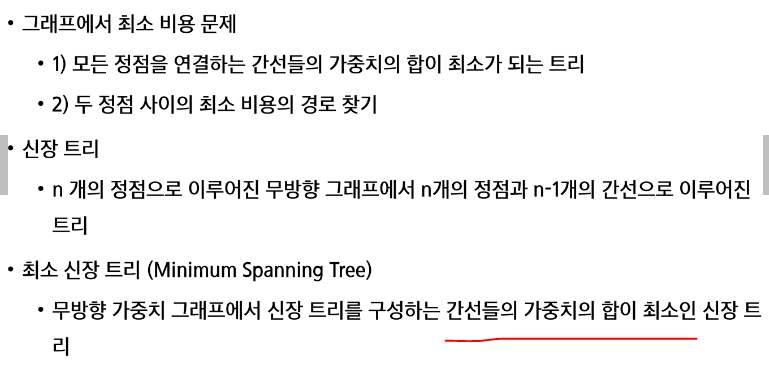 • 그래프에서 최소 비용 문제
• 1) 모든 정점을 연결하는 간선들의 가중치의 합이 최소가 되는 트리
• 2) 두 정점 사이의 최소 비용의 경로 찾기
• 신장 트리
• n 개의 정점으로 이루어진 무방향 그래프에서 n개의 정점과 n-1개의 간선으로 이루어진
트리
• 최소 신장 트리 (Minimum Spanning Tree)
• 무방향 가중치 그래프에서 신장 트리를 구성하는 간선들의 가중치의 합이 최소인 신장 트
리